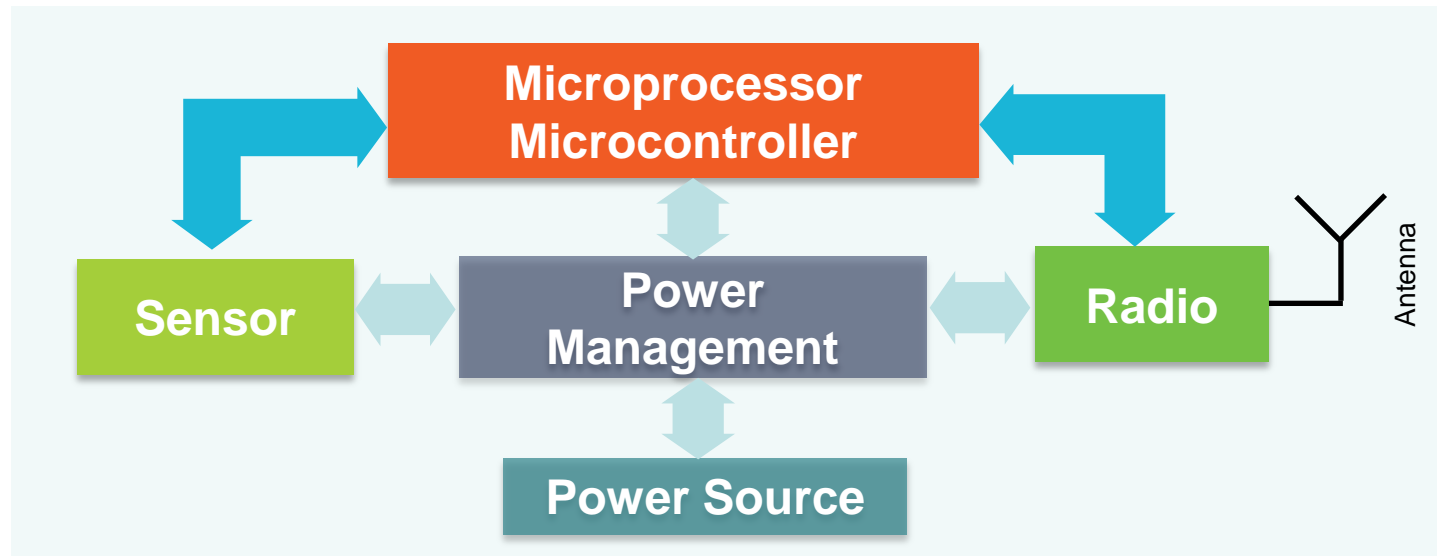 Microprocessor
Microcontroller
Sensor
Power
Management
Radio
Antenna
Power Source